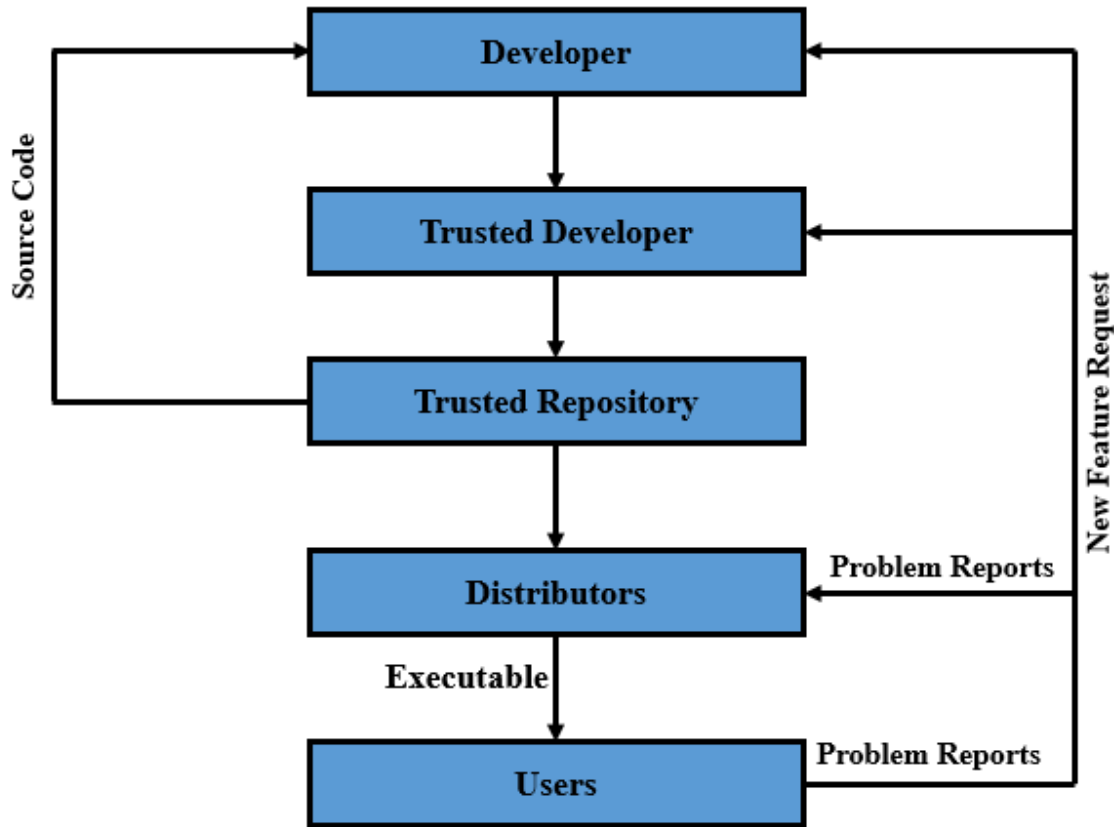 Developer
Source Code
Trusted Developer
New Feature Request
Trusted Repository
Problem Reports
Distributors
Executable
Problem Reports
Users